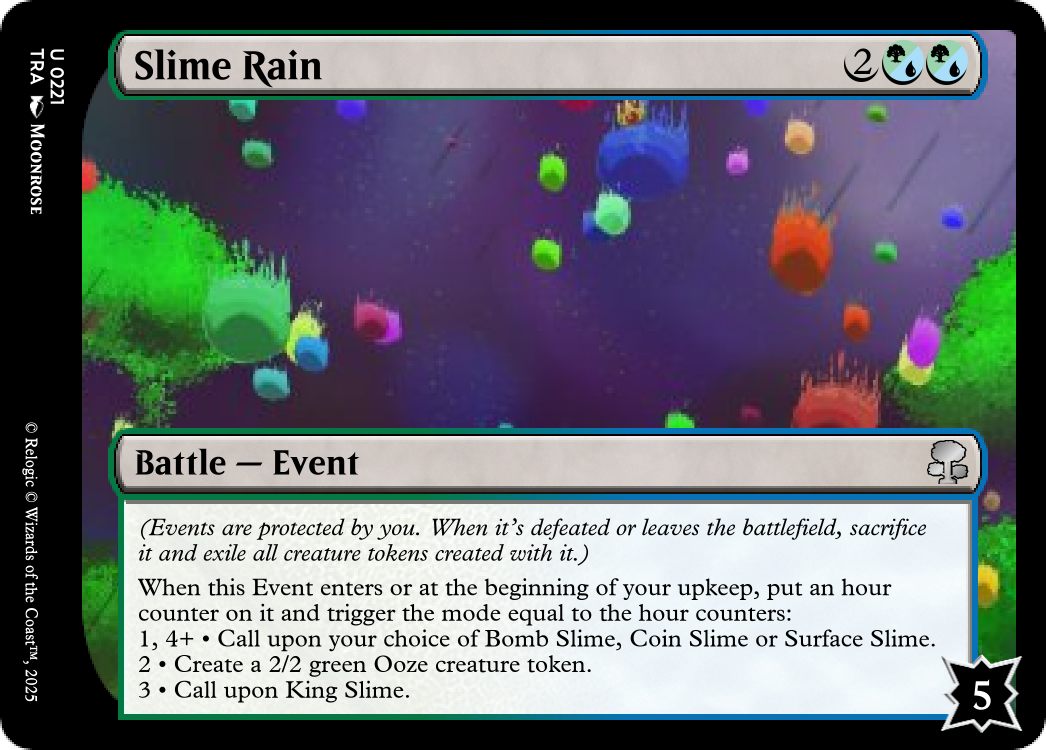 Slime Rain
2
Battle — Event
(Events are protected by you. When it's defeated or leaves the battlefield, sacrifice
it and exile all creature tokens created with it.)
When this Event enters or at the beginning of your upkeep, put an hour
counter on it and trigger the mode equal to the hour counters:
1, 4+ • Call upon your choice of Bomb Slime, Coin Slime or Surface Slime.
2 • Create a 2/2 green Ooze creature token.
3 • Call upon King Slime.
5
U 0221
TRA Moonrose
© Relogic © Wizards of the Coast™, 2025